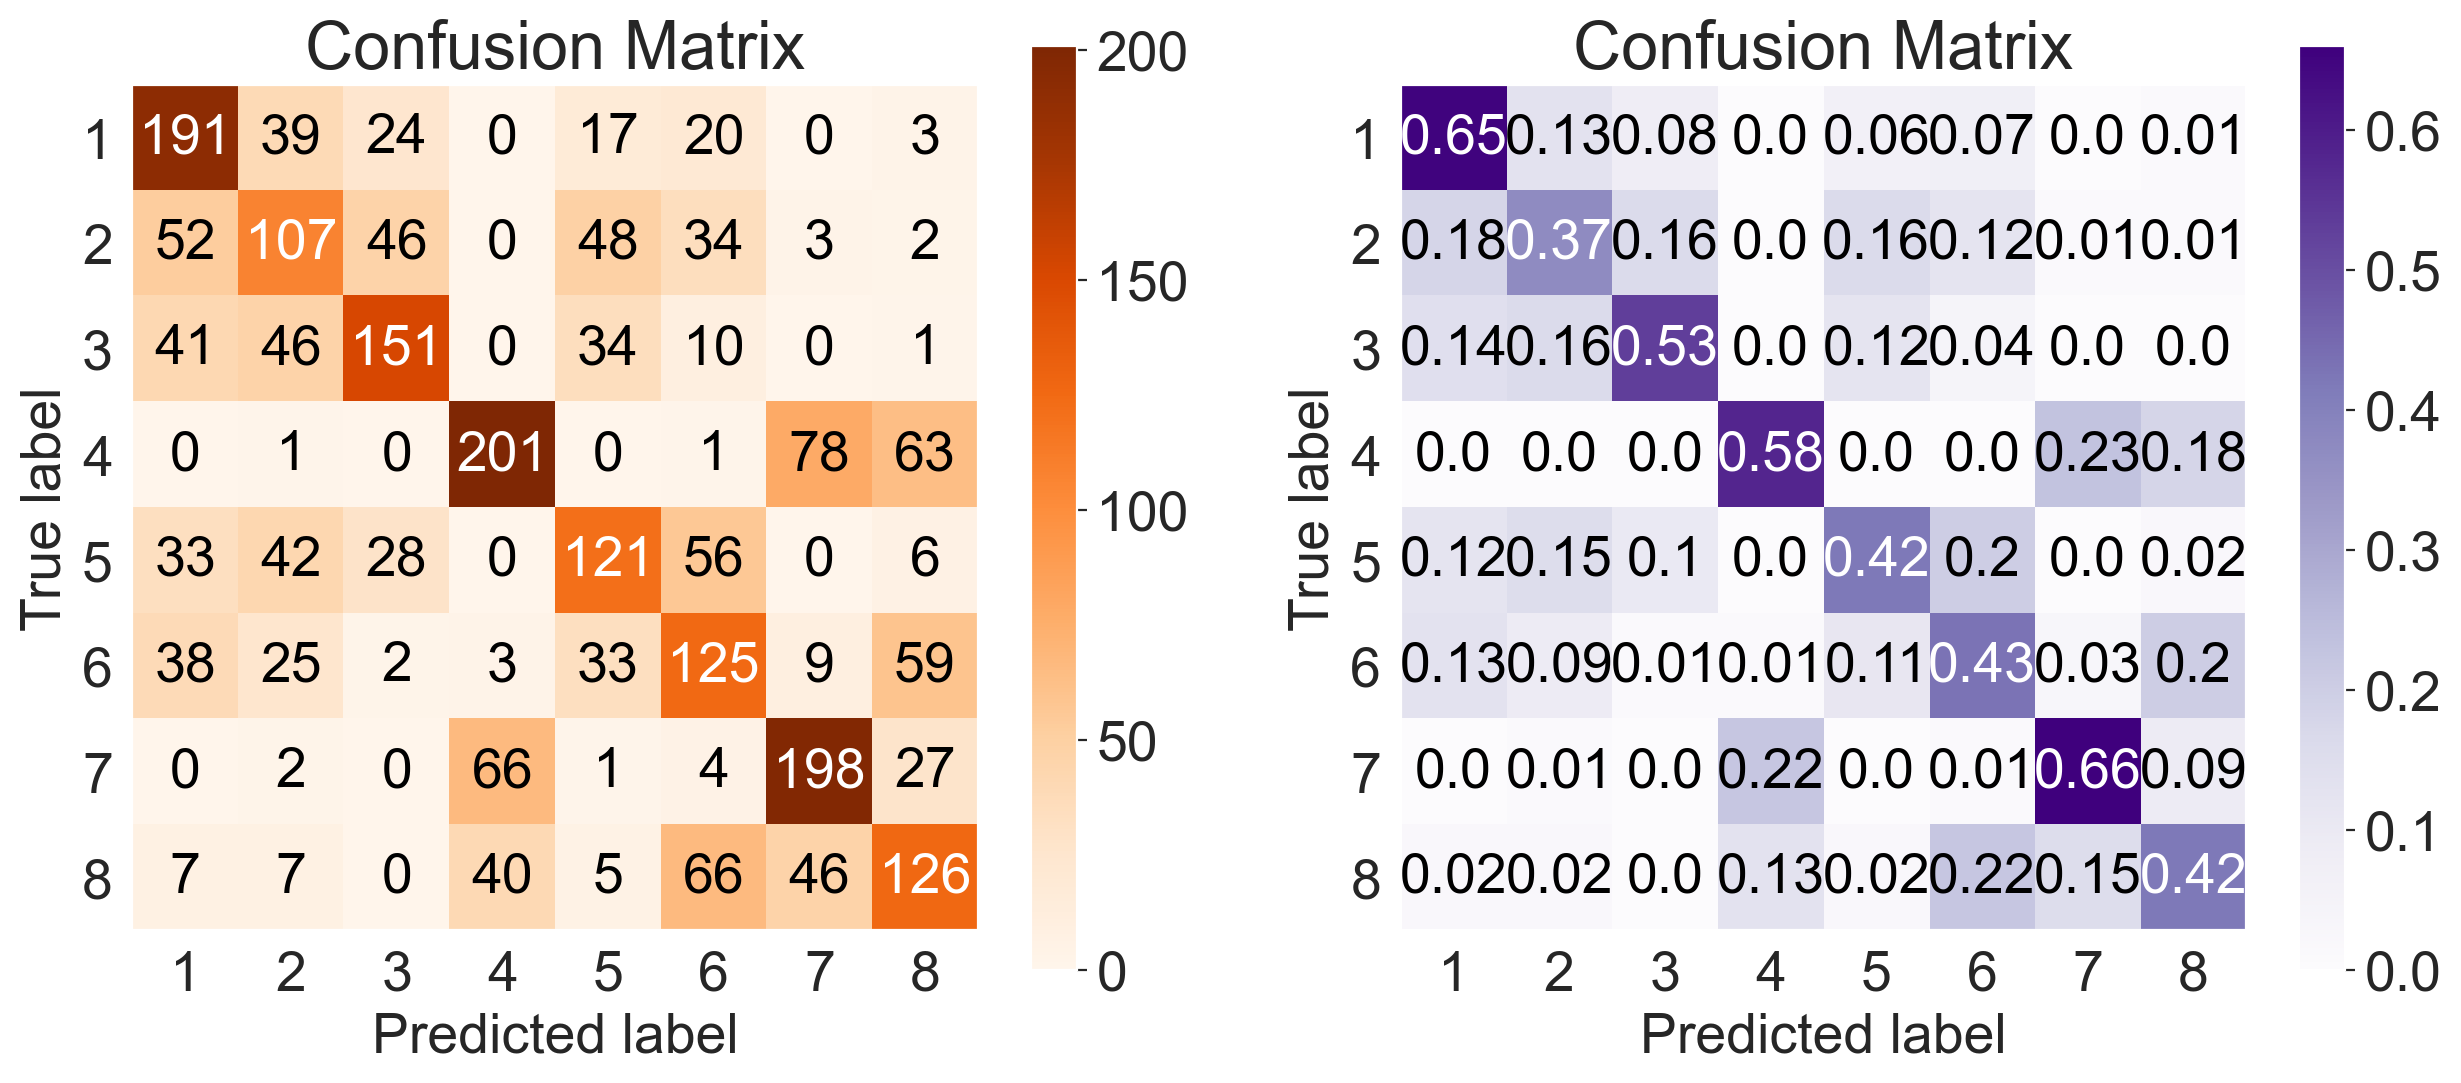 Confusion Matrix
1 191 39 24 0 17 20 0 3
2 52 107 46 0 48 34 3 2
3 41 46 151 0 34 10 0 1
4 0 1 0 201 0 1 78 63
5 33 42 28 0 121 56 0 6
6 38 25 2 3 33 125 9 59
7 0 2 0 66 1 4 198 27
8 7 7 0 40 5 66 46 126
1 2 3 4 5 6 7 8
Predicted label
True label
200
150
100
50
0
Confusion Matrix
1 0.65 0.13 0.08 0.0 0.06 0.07 0.0 0.01
2 0.18 0.37 0.16 0.0 0.16 0.12 0.01 0.01
3 0.14 0.16 0.53 0.0 0.12 0.04 0.0 0.0
4 0.0 0.0 0.0 0.58 0.0 0.0 0.23 0.18
5 0.12 0.15 0.1 0.0 0.42 0.2 0.0 0.02
6 0.13 0.09 0.01 0.01 0.11 0.43 0.03 0.2
7 0.0 0.01 0.0 0.22 0.0 0.01 0.66 0.09
8 0.02 0.02 0.0 0.13 0.02 0.22 0.15 0.42
1 2 3 4 5 6 7 8
Predicted label
True label
0.6
0.5
0.4
0.3
0.2
0.1
0.0